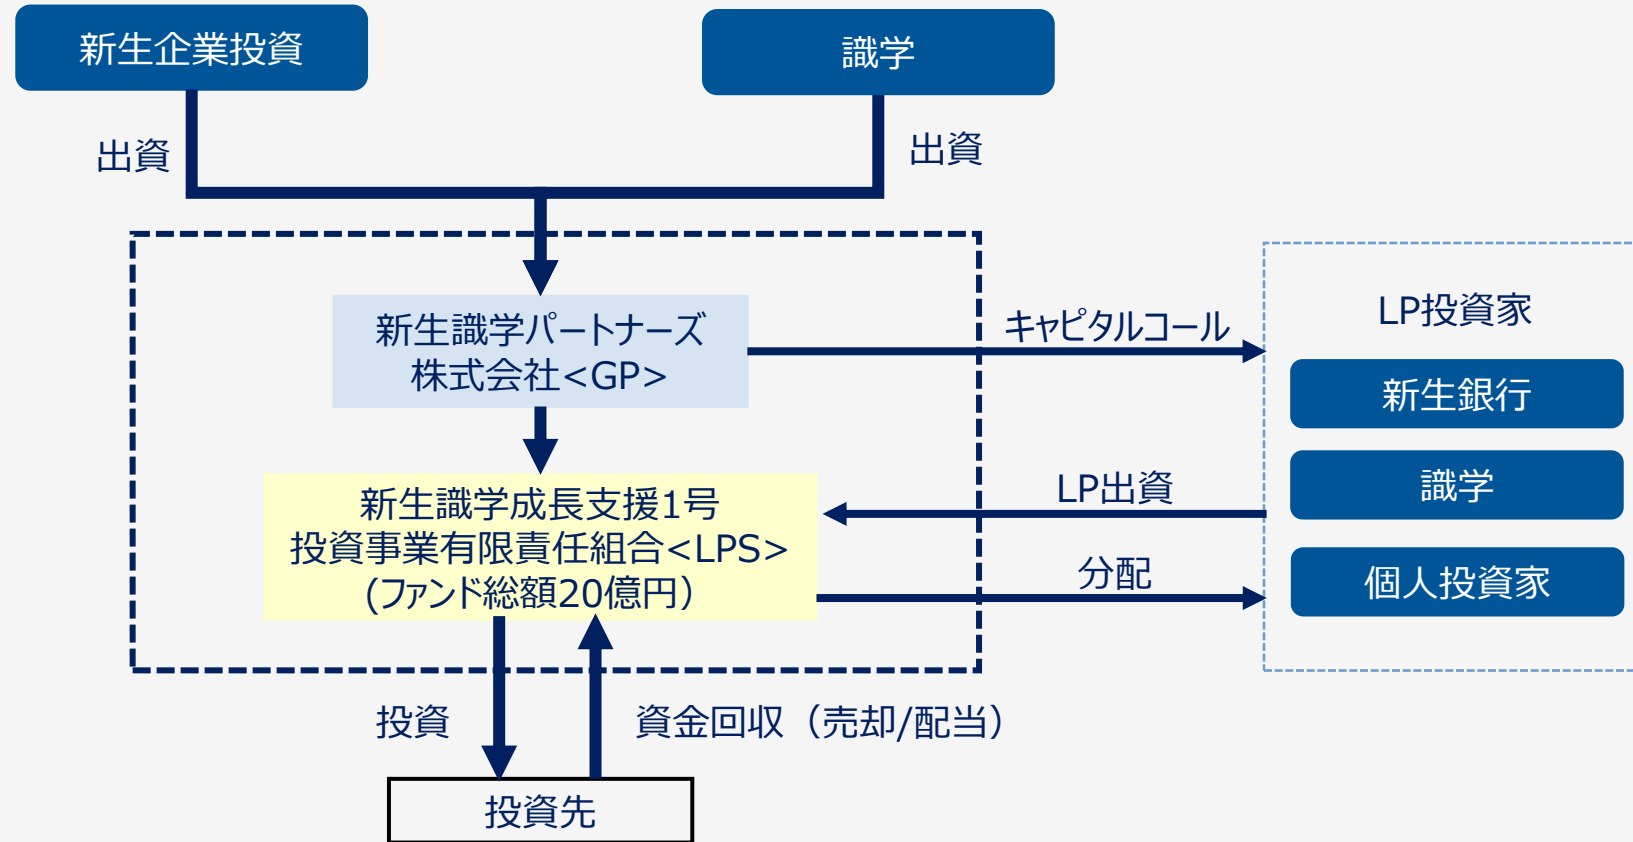 新生企業投資
識学
出資
出資
新生識学パートナーズ
株式会社<GP>
キャピタルコール
LP投資家
新生銀行
識学
個人投資家
LP出資
分配
新生識学成長支援1号
投資事業有限責任組合<LPS>
(ファンド総額20億円）
投資
資金回収（売却/配当）
投資先